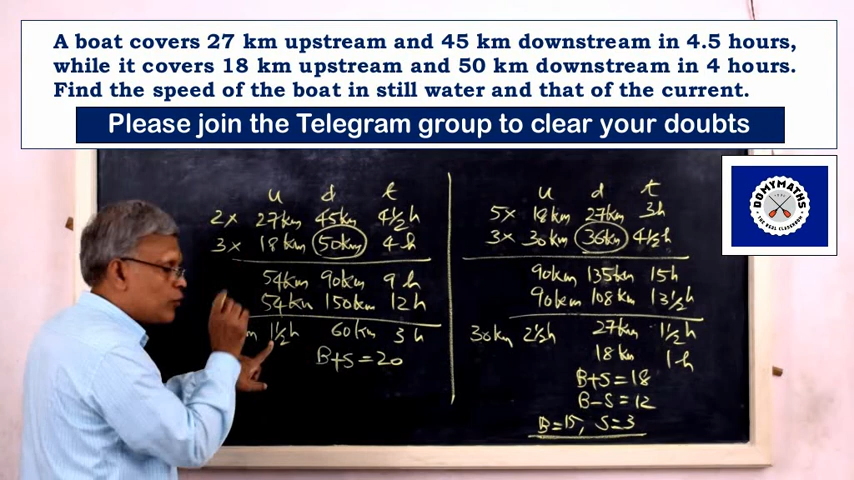 A boat covers 27 km upstream and 45 km downstream in 4.5 hours,
while it covers 18 km upstream and 50 km downstream in 4 hours.
Find the speed of the boat in still water and that of the current.
Please join the Telegram group to clear your doubts
DOMYMATHS
THE REAL CLASSROOM
u d t
2x 27km 45km 4½h
3x 18km 50km 4h
54km 90km 9h
54km 150km 12h
m 1½h 60km 3h
B+S=20
u d t
5x 18km 27km 3h
3x 30km 36km 4½h
90km 135km 15h
90km 108km 13½h
30km 2½h 27km 1½h
18km 1h
B+S=18
B-S=12
B=15, S=3